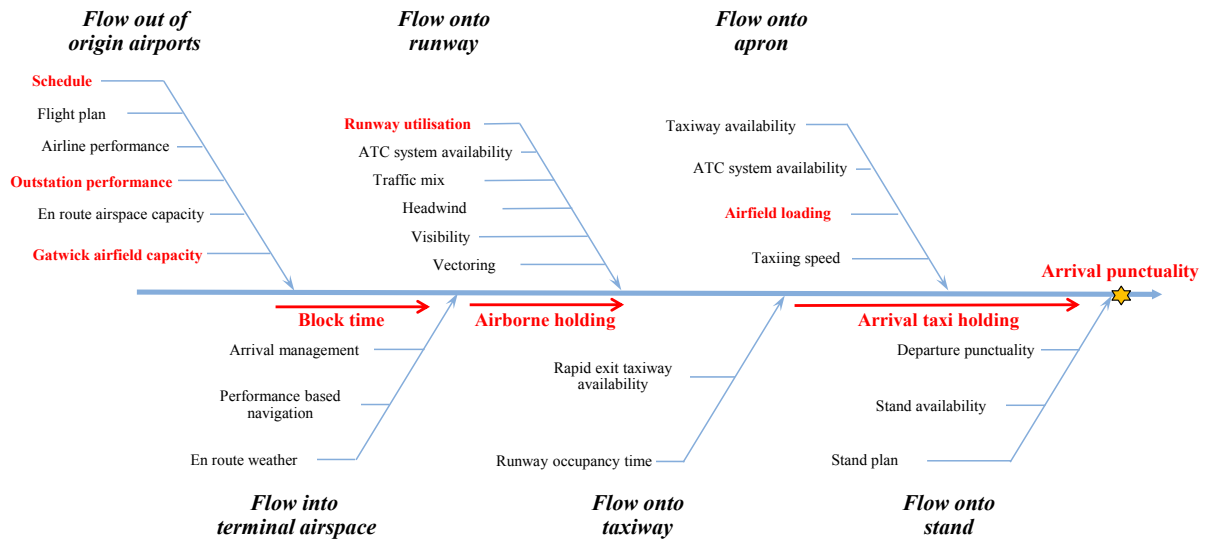 Flow out of
origin airports
Flow onto
runway
Flow onto
apron
Schedule
Flight plan
Airline performance
Outstation performance
En route airspace capacity
Gatwick airfield capacity
Runway utilisation
ATC system availability
Traffic mix
Headwind
Visibility
Vectoring
Taxiway availability
ATC system availability
Airfield loading
Taxiing speed
Arrival punctuality
Block time
Airborne holding
Arrival taxi holding
Arrival management
Performance based
navigation
En route weather
Rapid exit taxiway
availability
Runway occupancy time
Departure punctuality
Stand availability
Stand plan
Flow into
terminal airspace
Flow onto
taxiway
Flow onto
stand